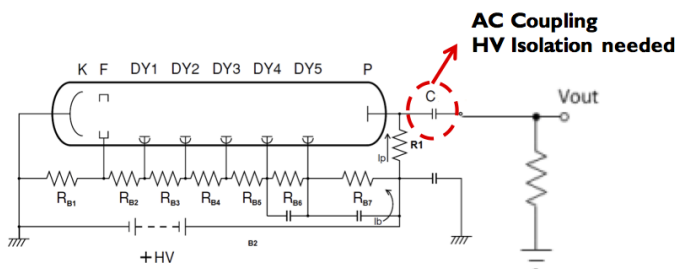 AC Coupling
HV Isolation needed
K F DY1 DY2 DY3 DY4 DY5 P
C
Vout
R1
Ip
RB1 RB2 RB3 RB4 RB5 RB6 RB7
Ib
B2
+HV